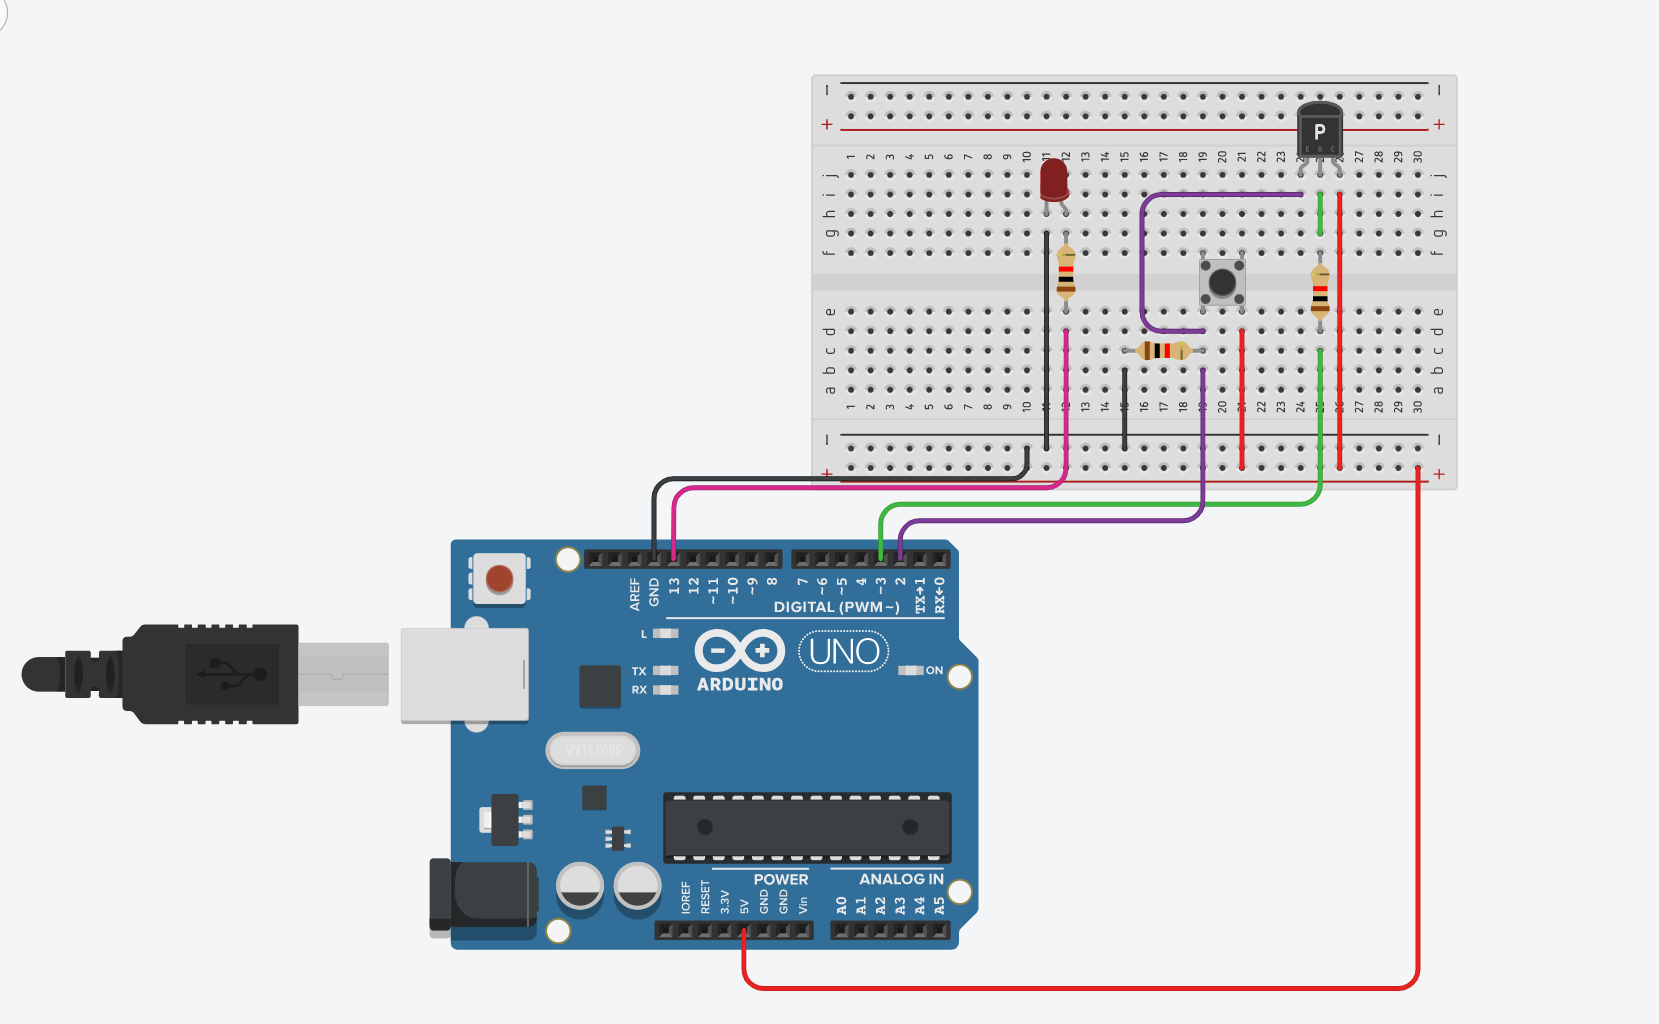 P
E B C
1 2 3 4 5 6 7 8 9 10 11 12 13 14 15 16 17 18 19 20 21 22 23 27 28 29 30
j j
i i
h h
g g
f f
e e
d d
c c
b b
a a
1 2 3 4 5 6 7 8 9 10 11 12 13 14 15 16 17 18 19 20 21 22 23 24 25 26 27 28 29 30
AREF GND 13 12 ~11 ~10 ~9 8 7 ~6 ~5 4 ~3 2 TX→1 RX←0
DIGITAL (PWM~)
L
TX
RX
ARDUINO
UNO
ON
SPK16.000G
POWER
ANALOG IN
IOREF RESET 3.3V 5V GND GND Vin A0 A1 A2 A3 A4 A5